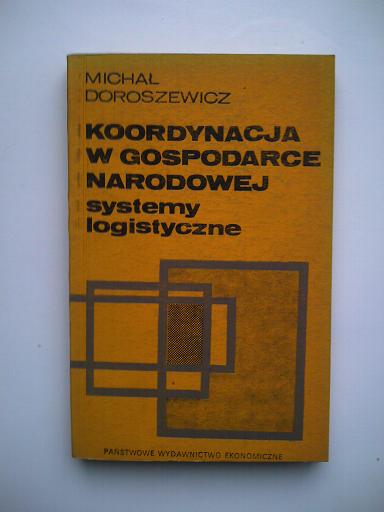 MICHAŁ
DOROSZEWICZ
KOORDYNACJA
W GOSPODARCE
NARODOWEJ
systemy
logistyczne
PAŃSTWOWE WYDAWNICTWO EKONOMICZNE